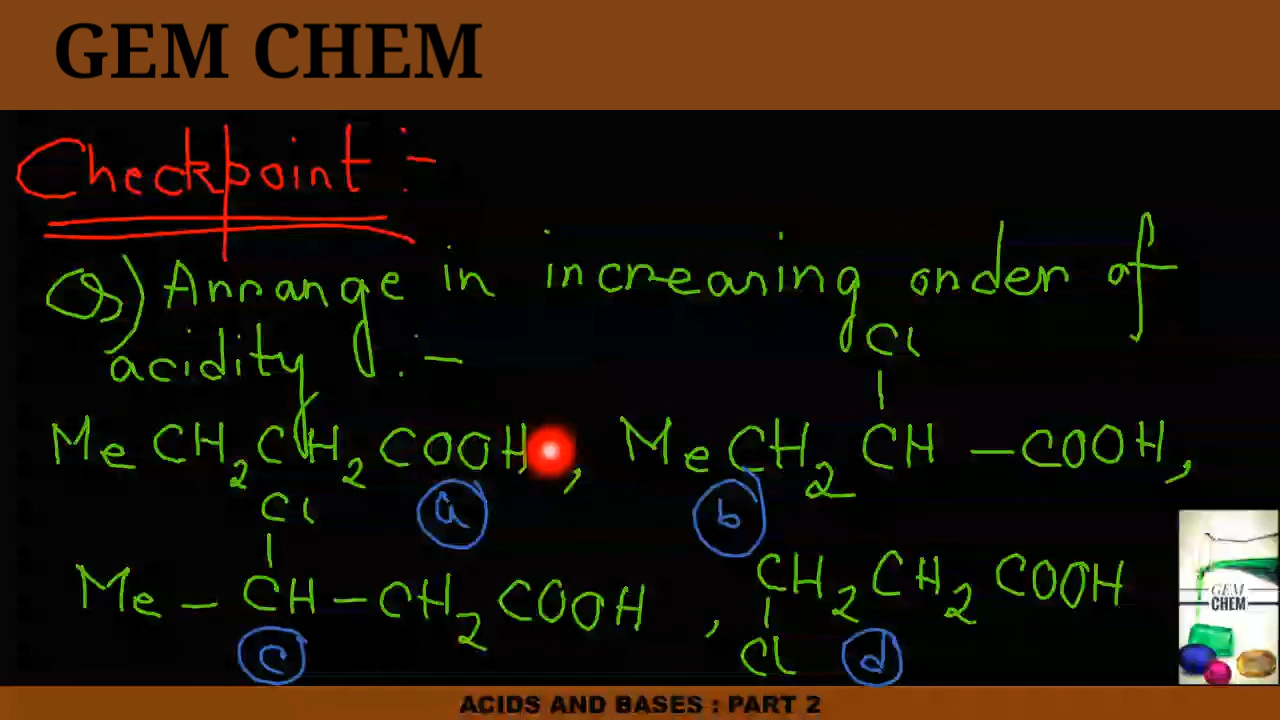 GEM CHEM
Checkpoint :-
Q) Arrange in increasing order of
acidity :-
Cl
MeCH₂CH₂COOH, MeCH₂CH-COOH,
a b
Cl
Me-CH-CH₂COOH, CH₂CH₂COOH
Cl
c d
GEM
CHEM
ACIDS AND BASES : PART 2